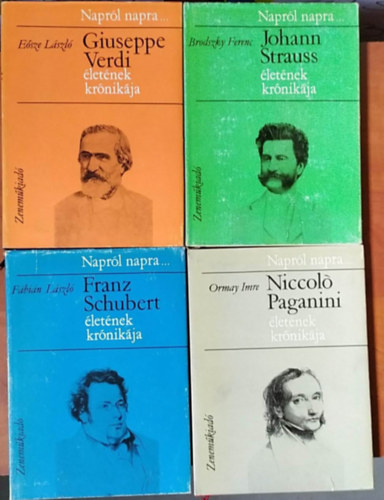 Napról napra...
Eősze László
Giuseppe
Verdi
életének
krónikája
Zeneműkiadó
Napról napra...
Brodszky Ferenc
Johann
Strauss
életének
krónikája
Zeneműkiadó
Napról napra...
Fábián László
Franz
Schubert
életének
krónikája
Zeneműkiadó
Napról napra...
Ormay Imre
Niccolò
Paganini
életének
krónikája
Zeneműkiadó